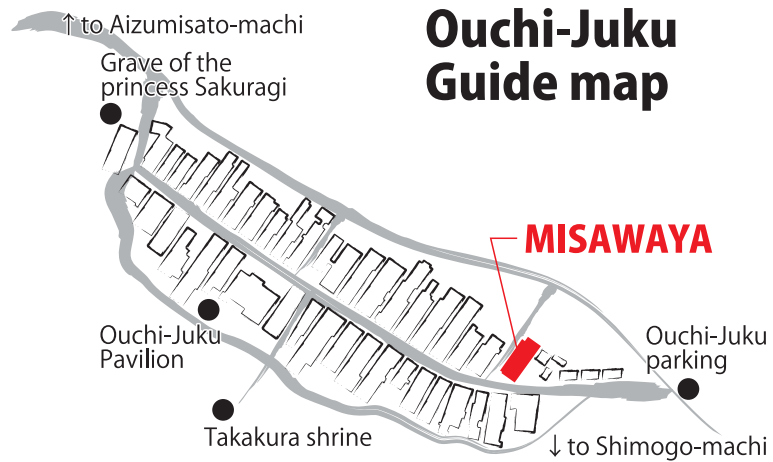 ↑ to Aizumisato-machi
Ouchi-Juku
Guide map
Grave of the
princess Sakuragi
MISAWAYA
Ouchi-Juku
Pavilion
Ouchi-Juku
parking
Takakura shrine
↓ to Shimogo-machi